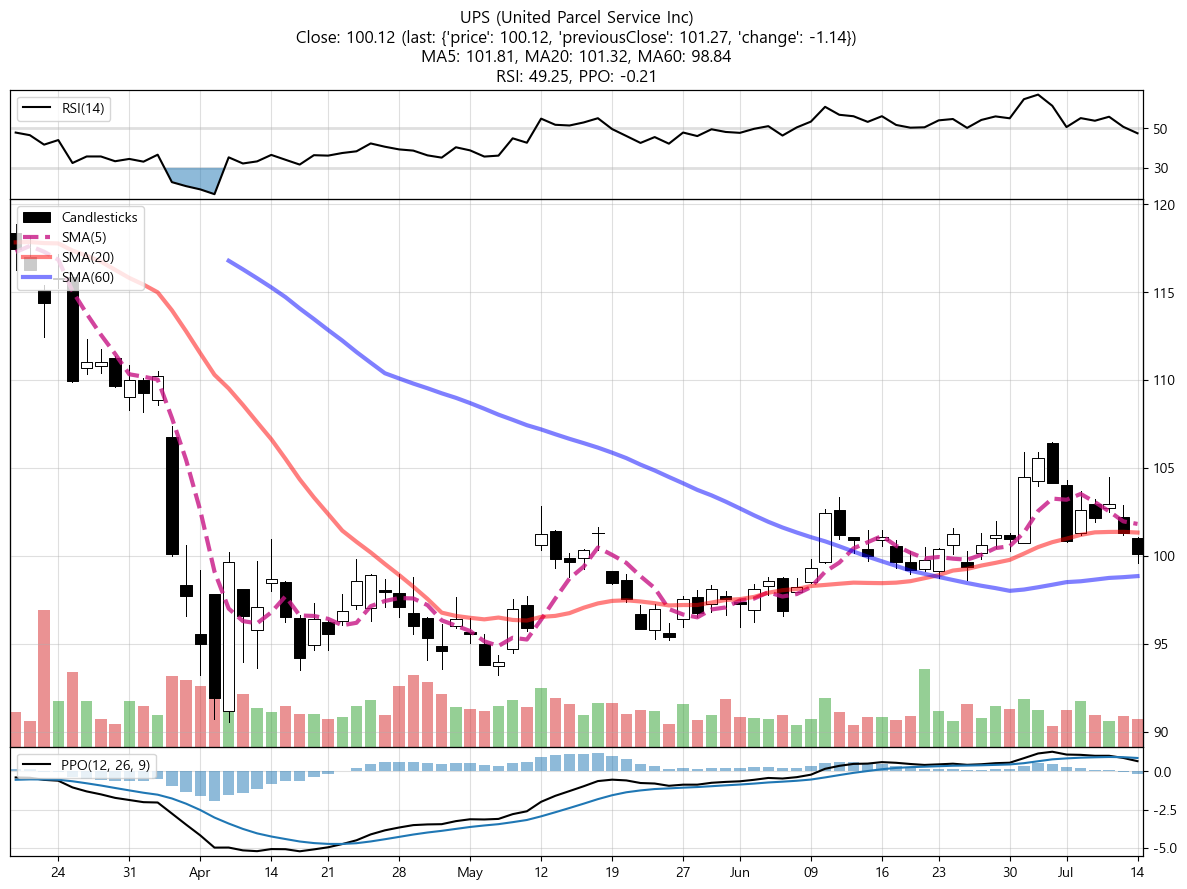 UPS (United Parcel Service Inc)
Close: 100.12 (last: {'price': 100.12, 'previousClose': 101.27, 'change': -1.14})
MA5: 101.81, MA20: 101.32, MA60: 98.84
RSI: 49.25, PPO: -0.21
RSI(14)
50
30
Candlesticks
SMA(5)
SMA(20)
SMA(60)
120
115
110
105
100
95
90
PPO(12, 26, 9)
0.0
-2.5
-5.0
24 31 Apr 14 21 28 May 12 19 27 Jun 09 16 23 30 Jul 14